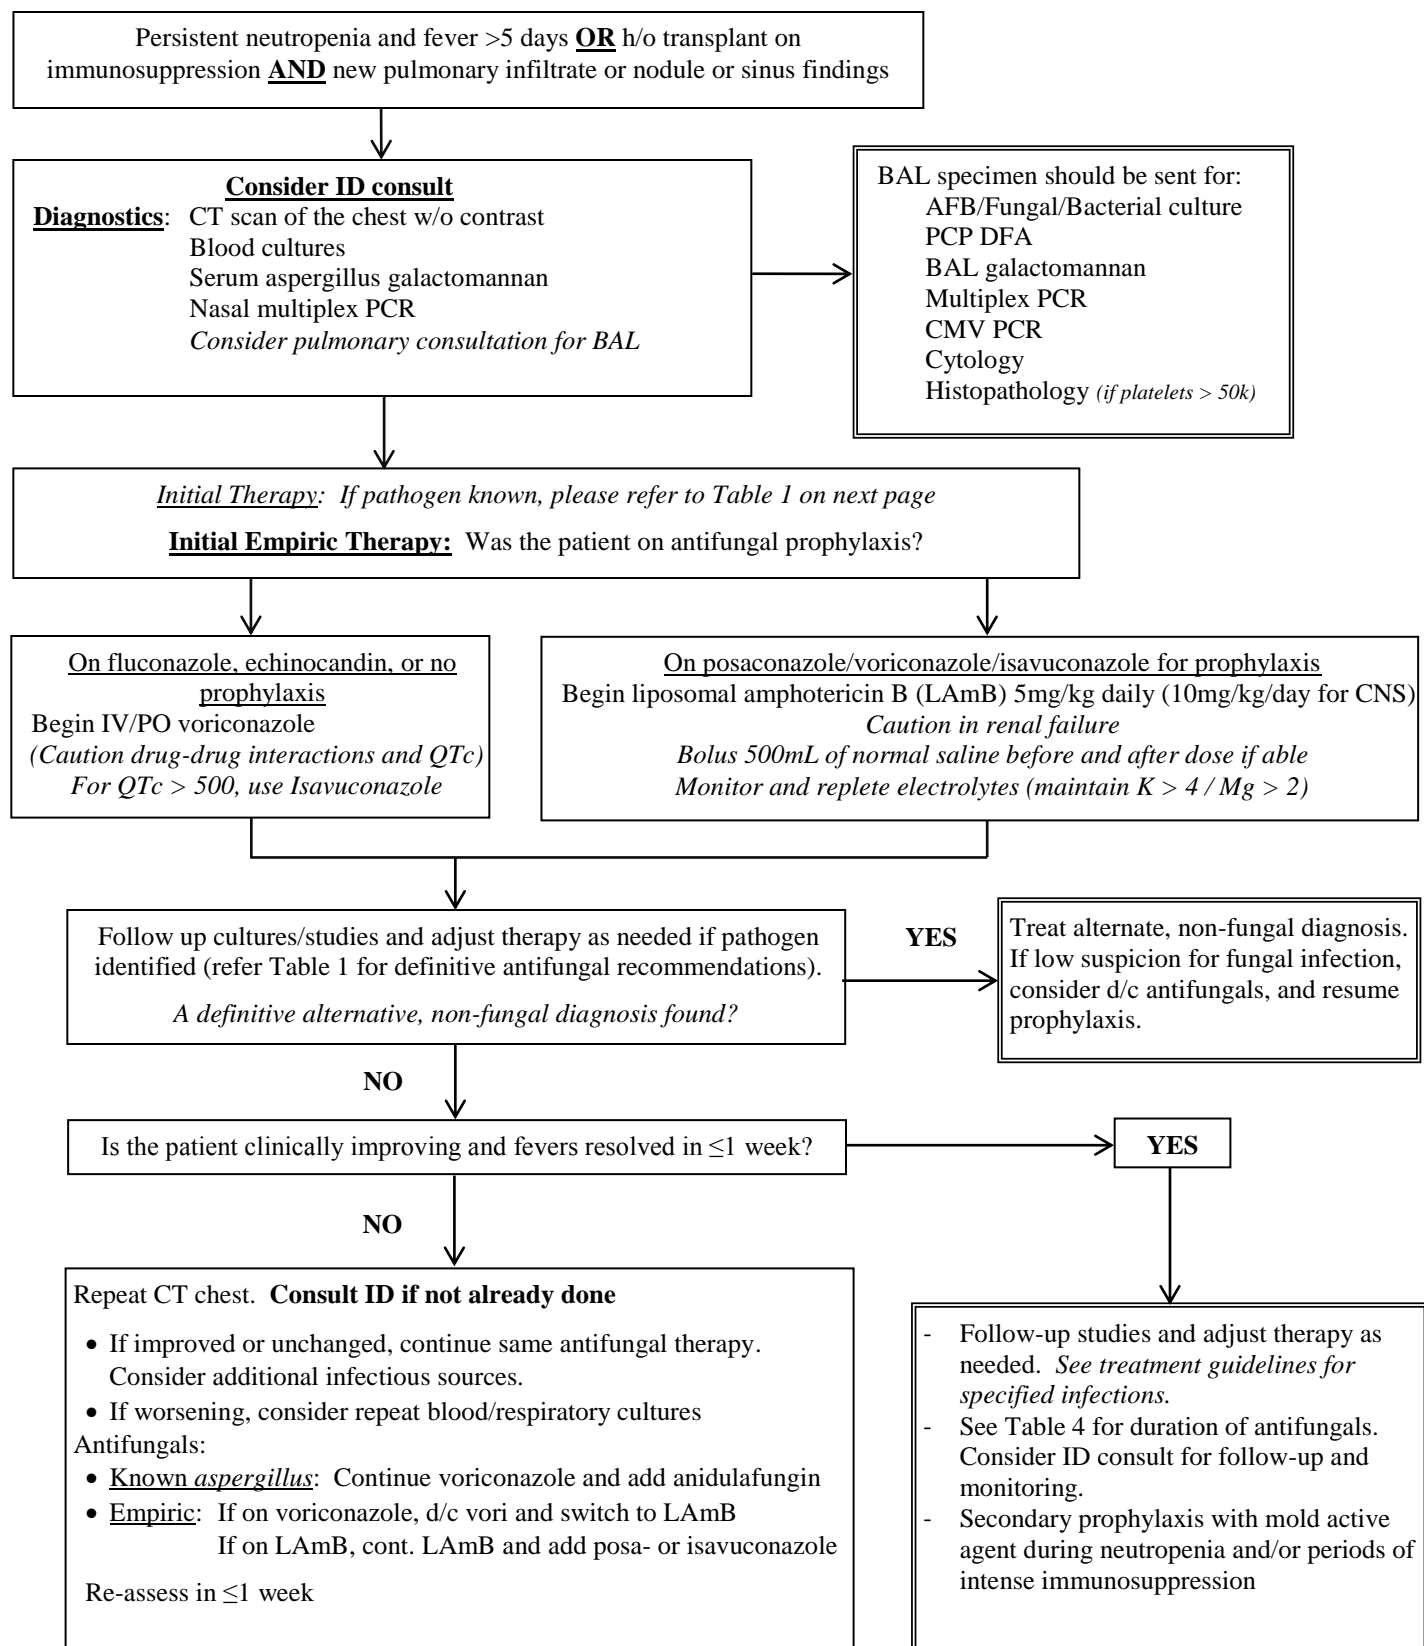 Persistent neutropenia and fever >5 days OR h/o transplant on
immunosuppression AND new pulmonary infiltrate or nodule or sinus findings
Consider ID consult
Diagnostics: CT scan of the chest w/o contrast
Blood cultures
Serum aspergillus galactomannan
Nasal multiplex PCR
Consider pulmonary consultation for BAL
BAL specimen should be sent for:
AFB/Fungal/Bacterial culture
PCP DFA
BAL galactomannan
Multiplex PCR
CMV PCR
Cytology
Histopathology (if platelets > 50k)
Initial Therapy: If pathogen known, please refer to Table 1 on next page
Initial Empiric Therapy: Was the patient on antifungal prophylaxis?
On fluconazole, echinocandin, or no
prophylaxis
Begin IV/PO voriconazole
(Caution drug-drug interactions and QTc)
For QTc > 500, use Isavuconazole
On posaconazole/voriconazole/isavuconazole for prophylaxis
Begin liposomal amphotericin B (LAmB) 5mg/kg daily (10mg/kg/day for CNS)
Caution in renal failure
Bolus 500mL of normal saline before and after dose if able
Monitor and replete electrolytes (maintain K > 4 / Mg > 2)
Follow up cultures/studies and adjust therapy as needed if pathogen
identified (refer Table 1 for definitive antifungal recommendations).
A definitive alternative, non-fungal diagnosis found?
YES
Treat alternate, non-fungal diagnosis.
If low suspicion for fungal infection,
consider d/c antifungals, and resume
prophylaxis.
NO
Is the patient clinically improving and fevers resolved in ≤1 week?
YES
NO
Repeat CT chest. Consult ID if not already done
• If improved or unchanged, continue same antifungal therapy.
Consider additional infectious sources.
• If worsening, consider repeat blood/respiratory cultures
Antifungals:
• Known aspergillus: Continue voriconazole and add anidulafungin
• Empiric: If on voriconazole, d/c vori and switch to LAmB
If on LAmB, cont. LAmB and add posa- or isavuconazole
Re-assess in ≤1 week
- Follow-up studies and adjust therapy as
needed. See treatment guidelines for
specified infections.
- See Table 4 for duration of antifungals.
Consider ID consult for follow-up and
monitoring.
- Secondary prophylaxis with mold active
agent during neutropenia and/or periods of
intense immunosuppression